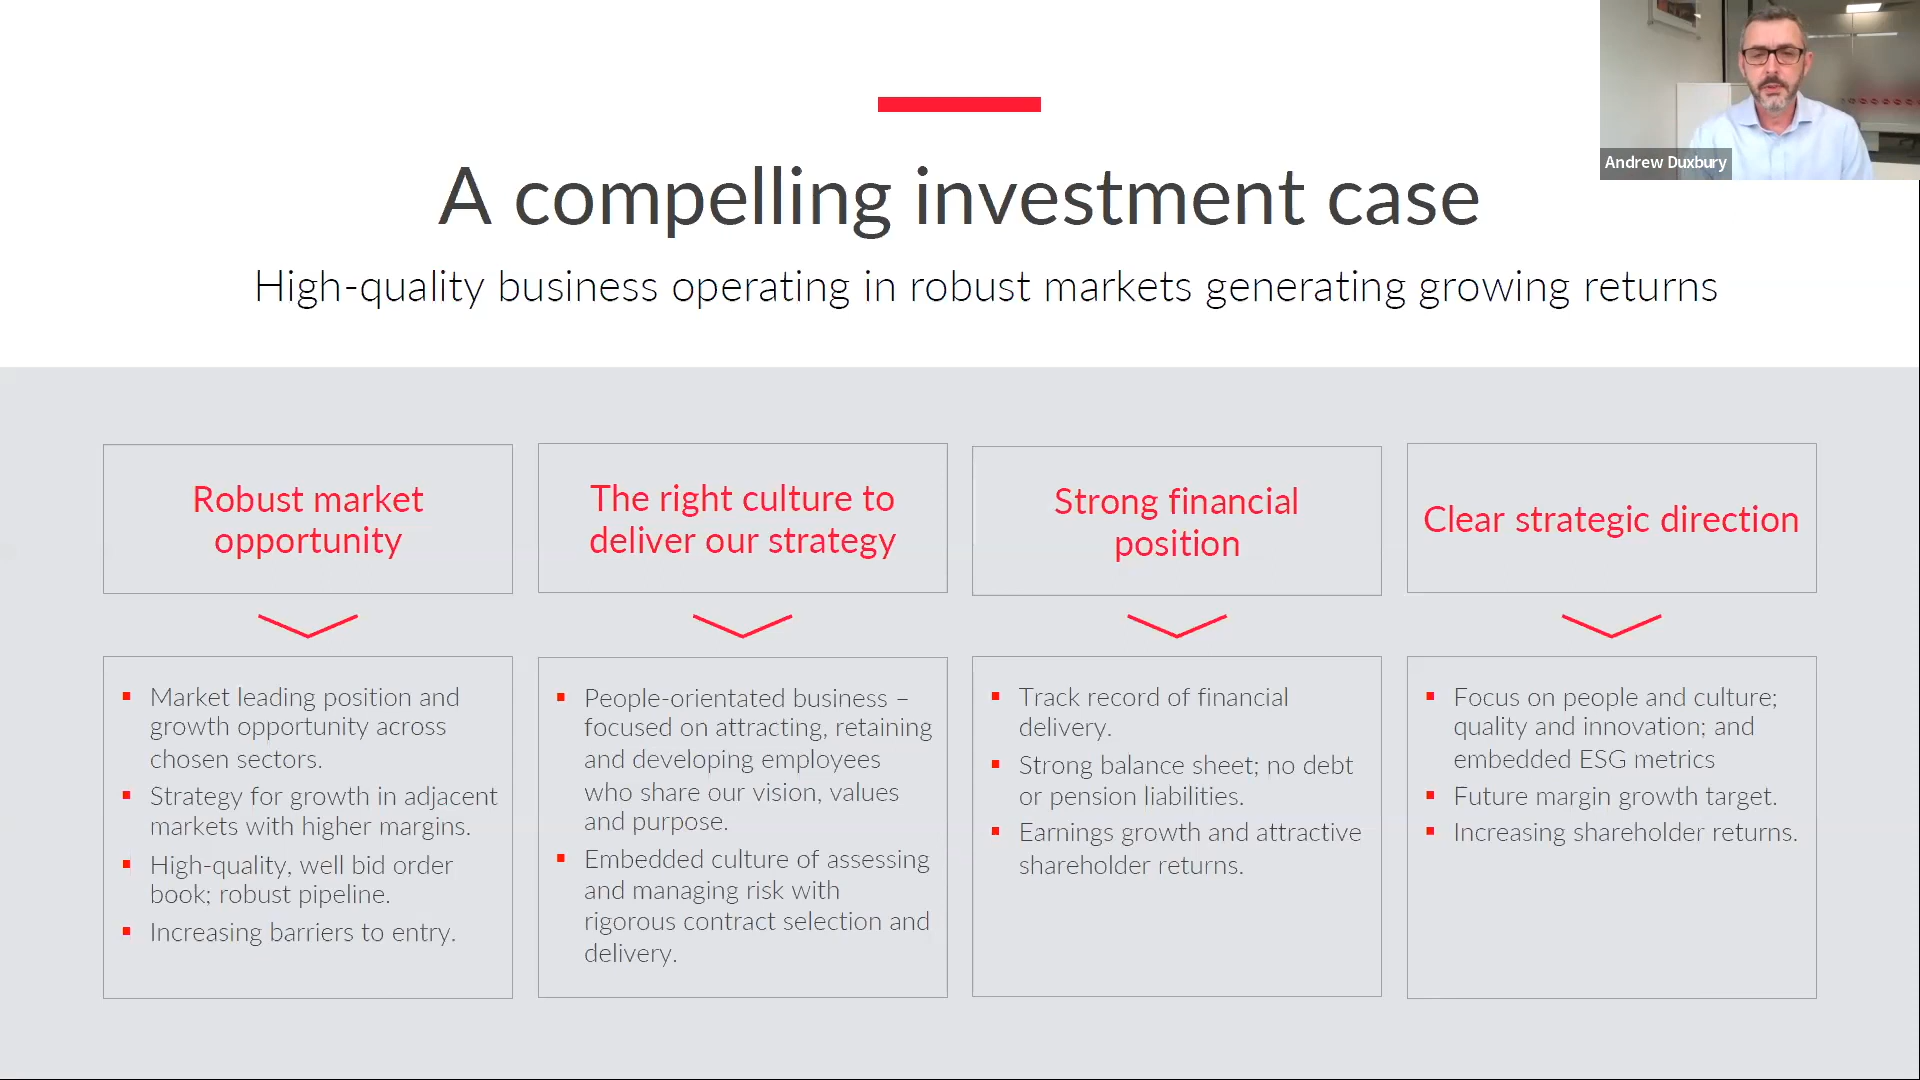 Andrew Duxbury
A compelling investment case
High-quality business operating in robust markets generating growing returns
Robust market
opportunity
Market leading position and
growth opportunity across
chosen sectors.
Strategy for growth in adjacent
markets with higher margins.
High-quality, well bid order
book; robust pipeline.
Increasing barriers to entry.
The right culture to
deliver our strategy
People-orientated business –
focused on attracting, retaining
and developing employees
who share our vision, values
and purpose.
Embedded culture of assessing
and managing risk with
rigorous contract selection and
delivery.
Strong financial
position
Track record of financial
delivery.
Strong balance sheet; no debt
or pension liabilities.
Earnings growth and attractive
shareholder returns.
Clear strategic direction
Focus on people and culture;
quality and innovation; and
embedded ESG metrics
Future margin growth target.
Increasing shareholder returns.